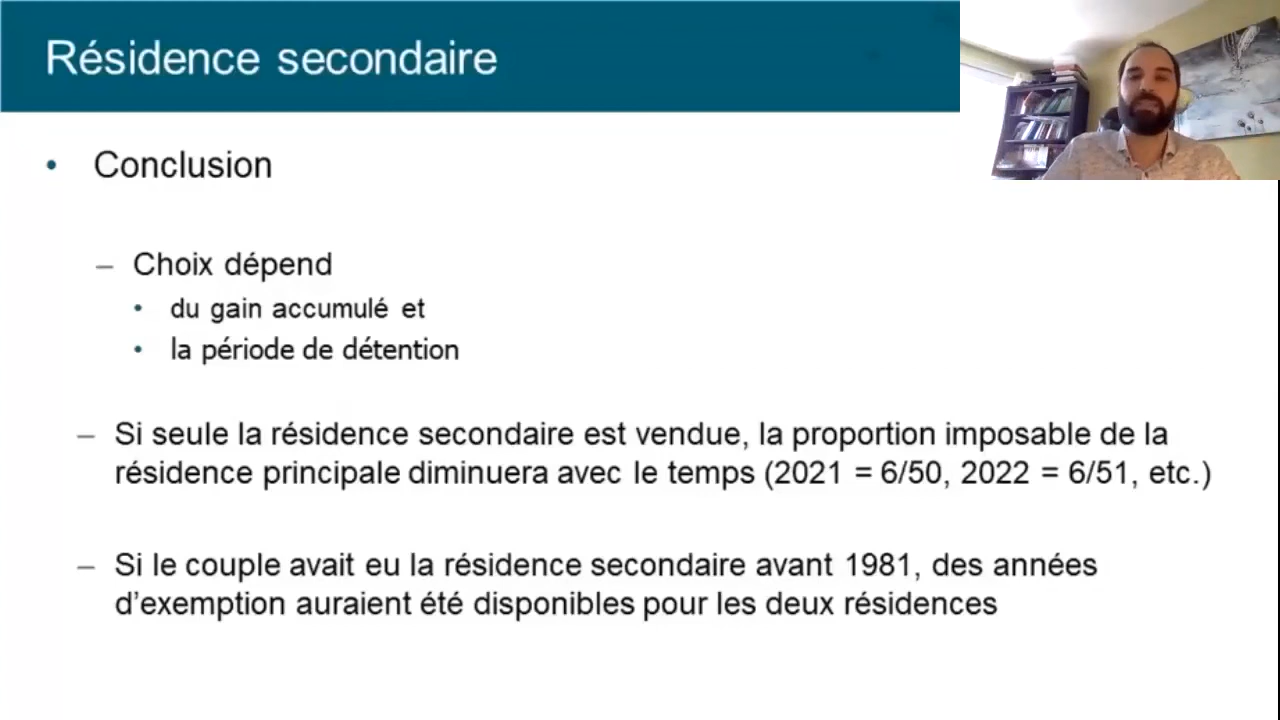 Résidence secondaire
• Conclusion
– Choix dépend
• du gain accumulé et
• la période de détention
– Si seule la résidence secondaire est vendue, la proportion imposable de la
résidence principale diminuera avec le temps (2021 = 6/50, 2022 = 6/51, etc.)
– Si le couple avait eu la résidence secondaire avant 1981, des années
d’exemption auraient été disponibles pour les deux résidences